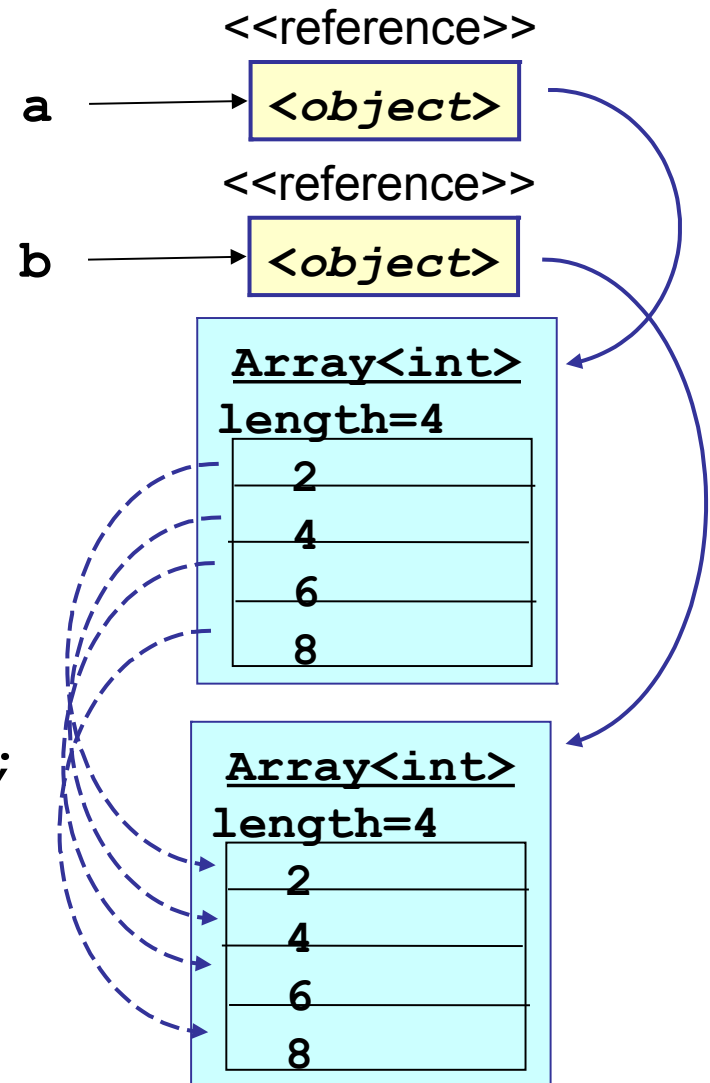 <<reference>>
a <object>
<<reference>>
b <object>
Array<int>
length=4
2
4
6
8
;
Array<int>
length=4
2
4
6
8